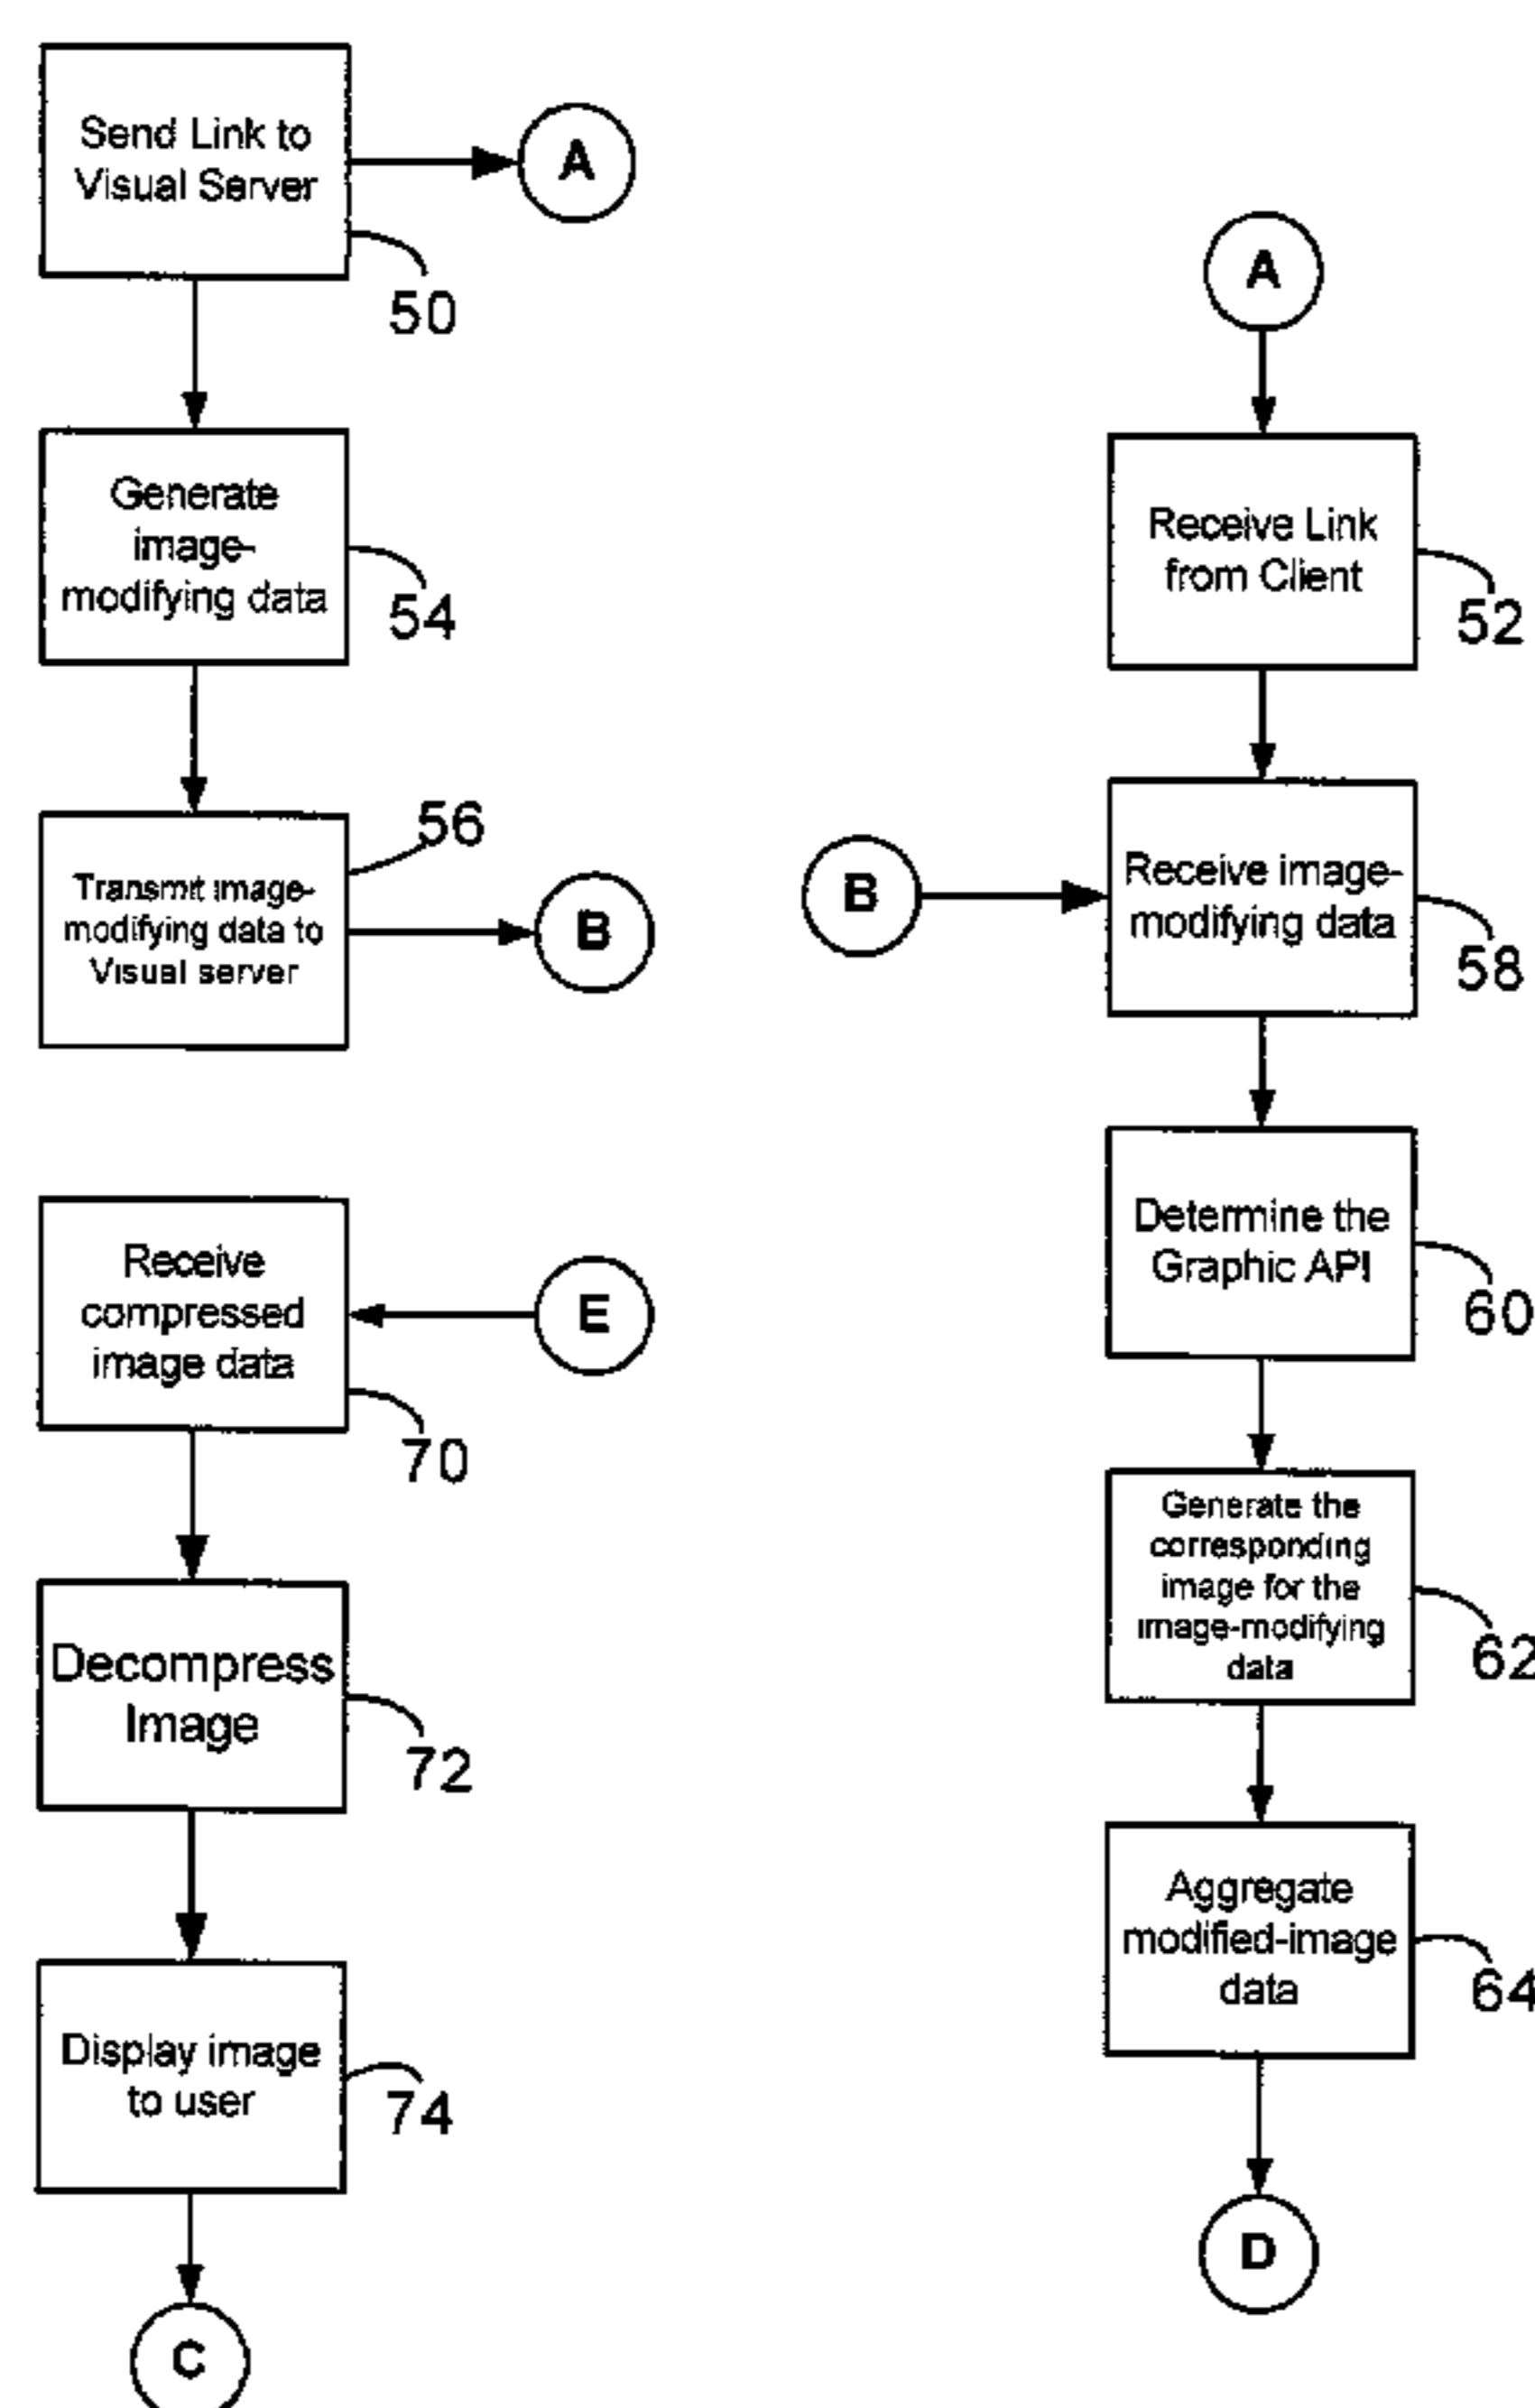 Send Link to
Visual Server
A
50
Generate
image-
modifying data
54
56
Transmit image-
modifying data to
Visual server
B
Receive
compressed
image data
E
70
Decompress
Image
72
Display image
to user
74
C
A
Receive Link
from Client
52
B
Receive image-
modifying data
58
Determine the
Graphic API
60
Generate the
corresponding
image for the
image-modifying
data
62
Aggregate
modified-image
data
64
D